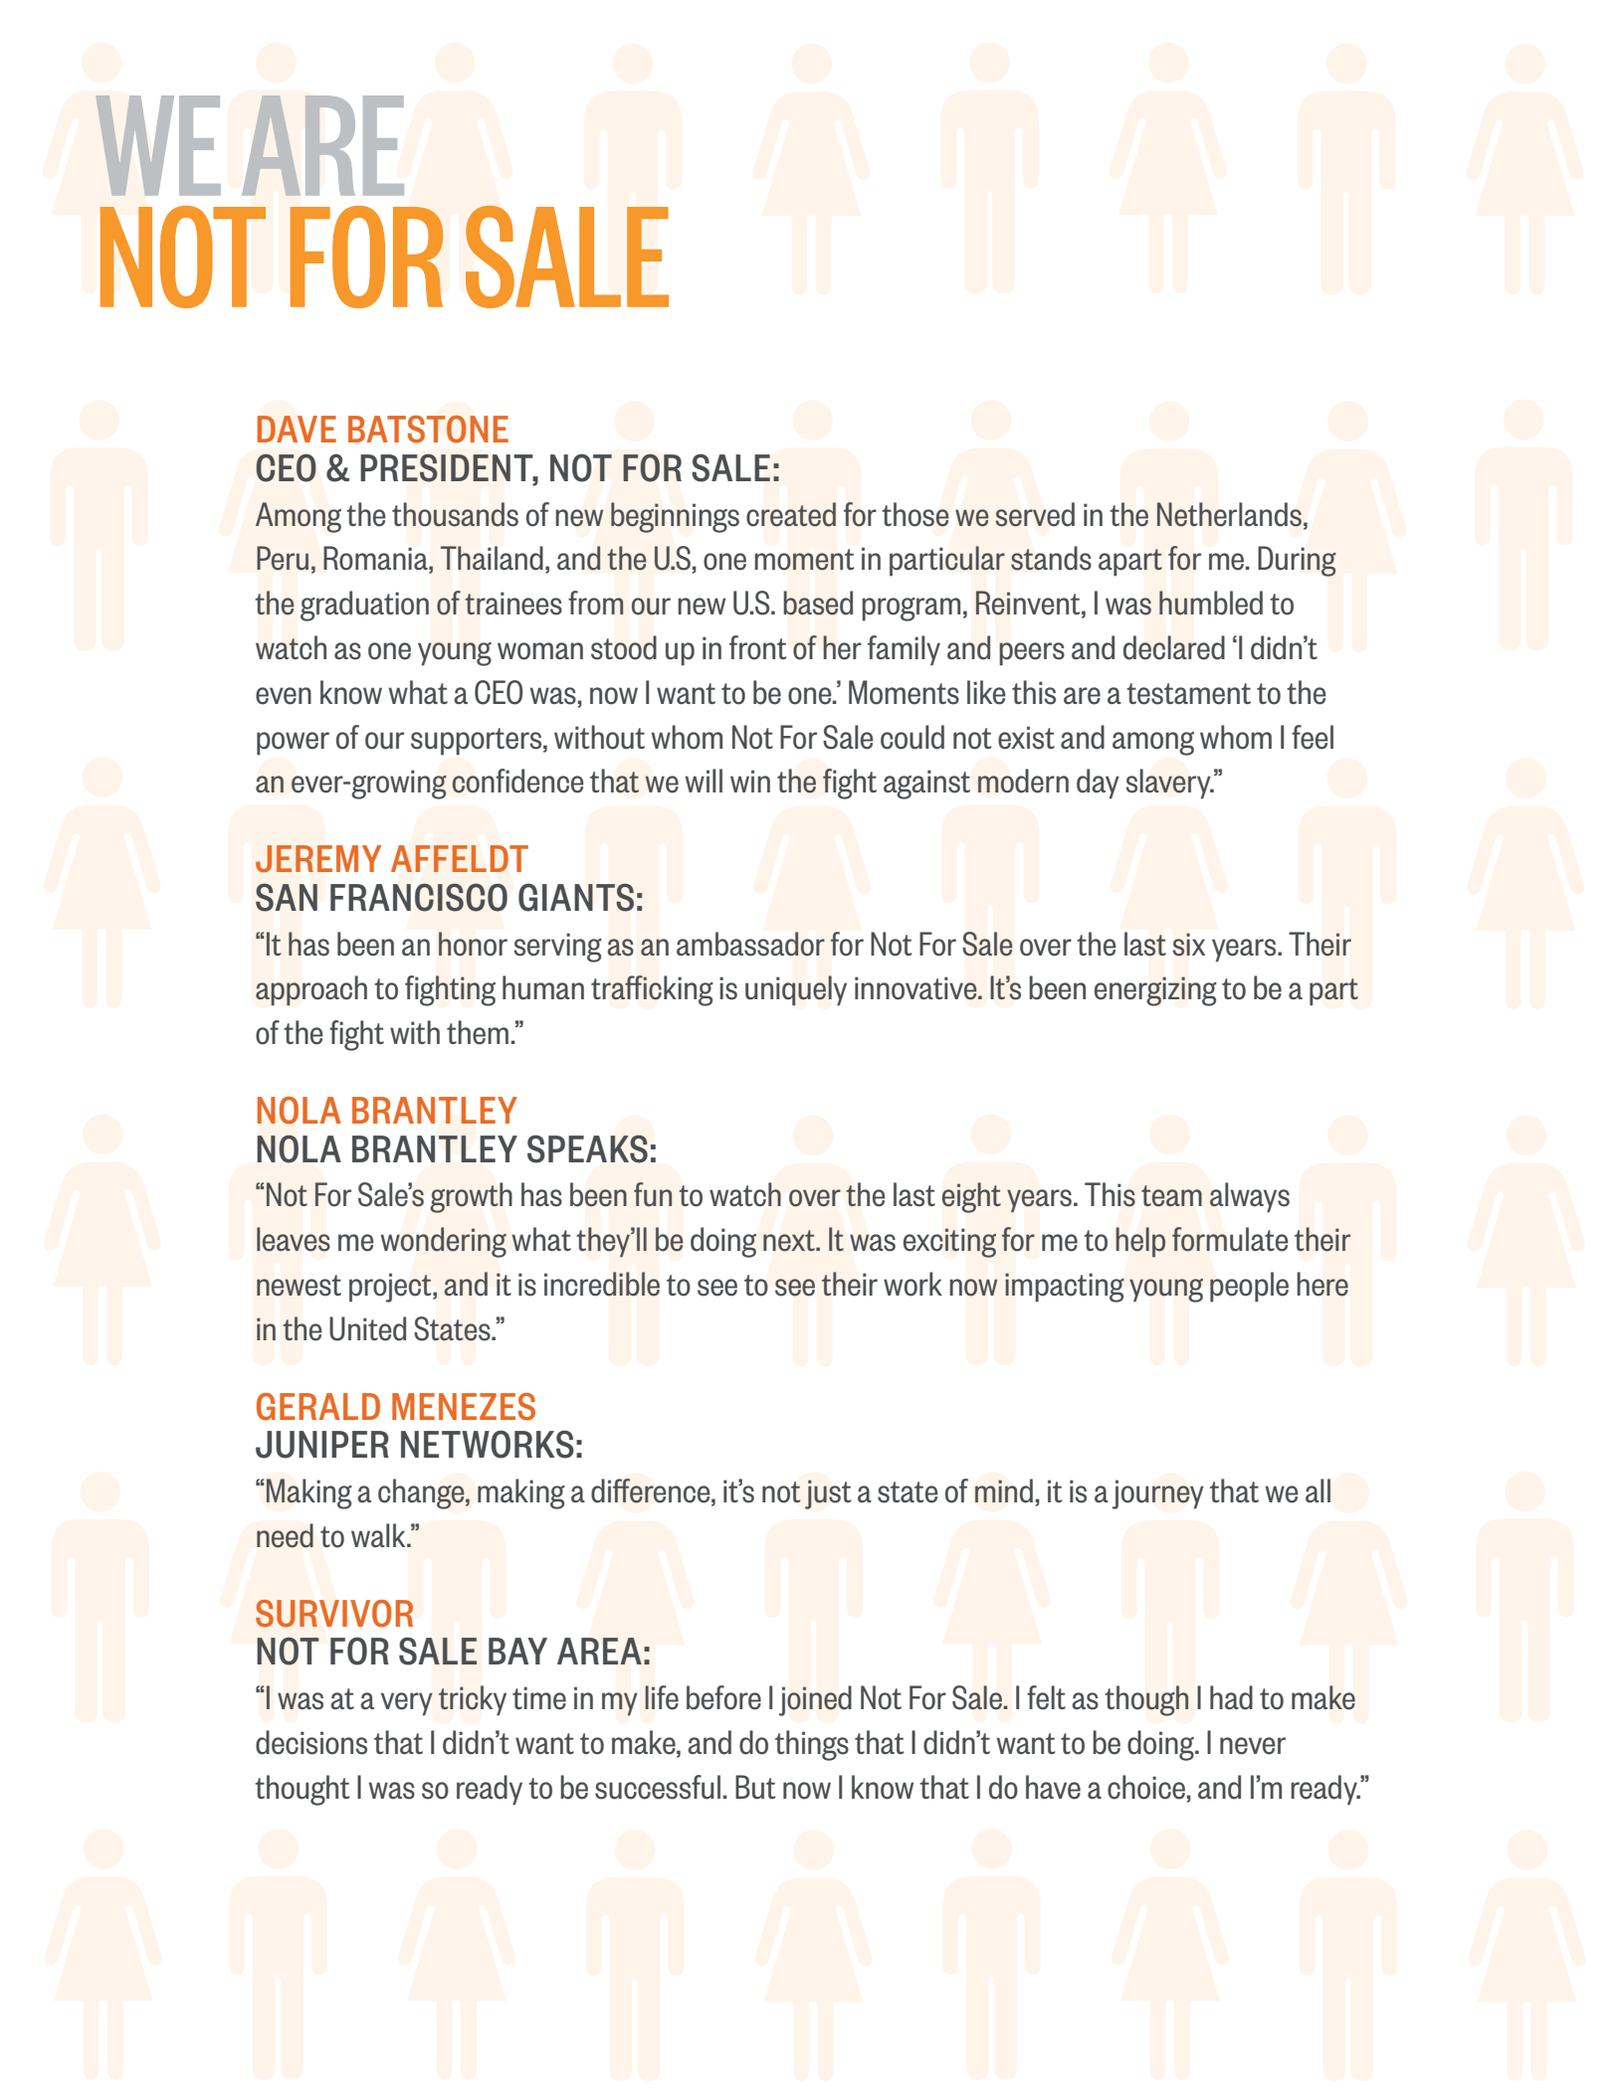 WE ARE
NOT FOR SALE
DAVE BATSTONE
CEO & PRESIDENT, NOT FOR SALE:
Among the thousands of new beginnings created for those we served in the Netherlands,
Peru, Romania, Thailand, and the U.S, one moment in particular stands apart for me. During
the graduation of trainees from our new U.S. based program, Reinvent, I was humbled to
watch as one young woman stood up in front of her family and peers and declared ‘I didn’t
even know what a CEO was, now I want to be one.’ Moments like this are a testament to the
power of our supporters, without whom Not For Sale could not exist and among whom I feel
an ever-growing confidence that we will win the fight against modern day slavery.”
JEREMY AFFELDT
SAN FRANCISCO GIANTS:
“It has been an honor serving as an ambassador for Not For Sale over the last six years. Their
approach to fighting human trafficking is uniquely innovative. It’s been energizing to be a part
of the fight with them.”
NOLA BRANTLEY
NOLA BRANTLEY SPEAKS:
“Not For Sale’s growth has been fun to watch over the last eight years. This team always
leaves me wondering what they’ll be doing next. It was exciting for me to help formulate their
newest project, and it is incredible to see to see their work now impacting young people here
in the United States.”
GERALD MENEZES
JUNIPER NETWORKS:
“Making a change, making a difference, it’s not just a state of mind, it is a journey that we all
need to walk.”
SURVIVOR
NOT FOR SALE BAY AREA:
“I was at a very tricky time in my life before I joined Not For Sale. I felt as though I had to make
decisions that I didn’t want to make, and do things that I didn’t want to be doing. I never
thought I was so ready to be successful. But now I know that I do have a choice, and I’m ready.”